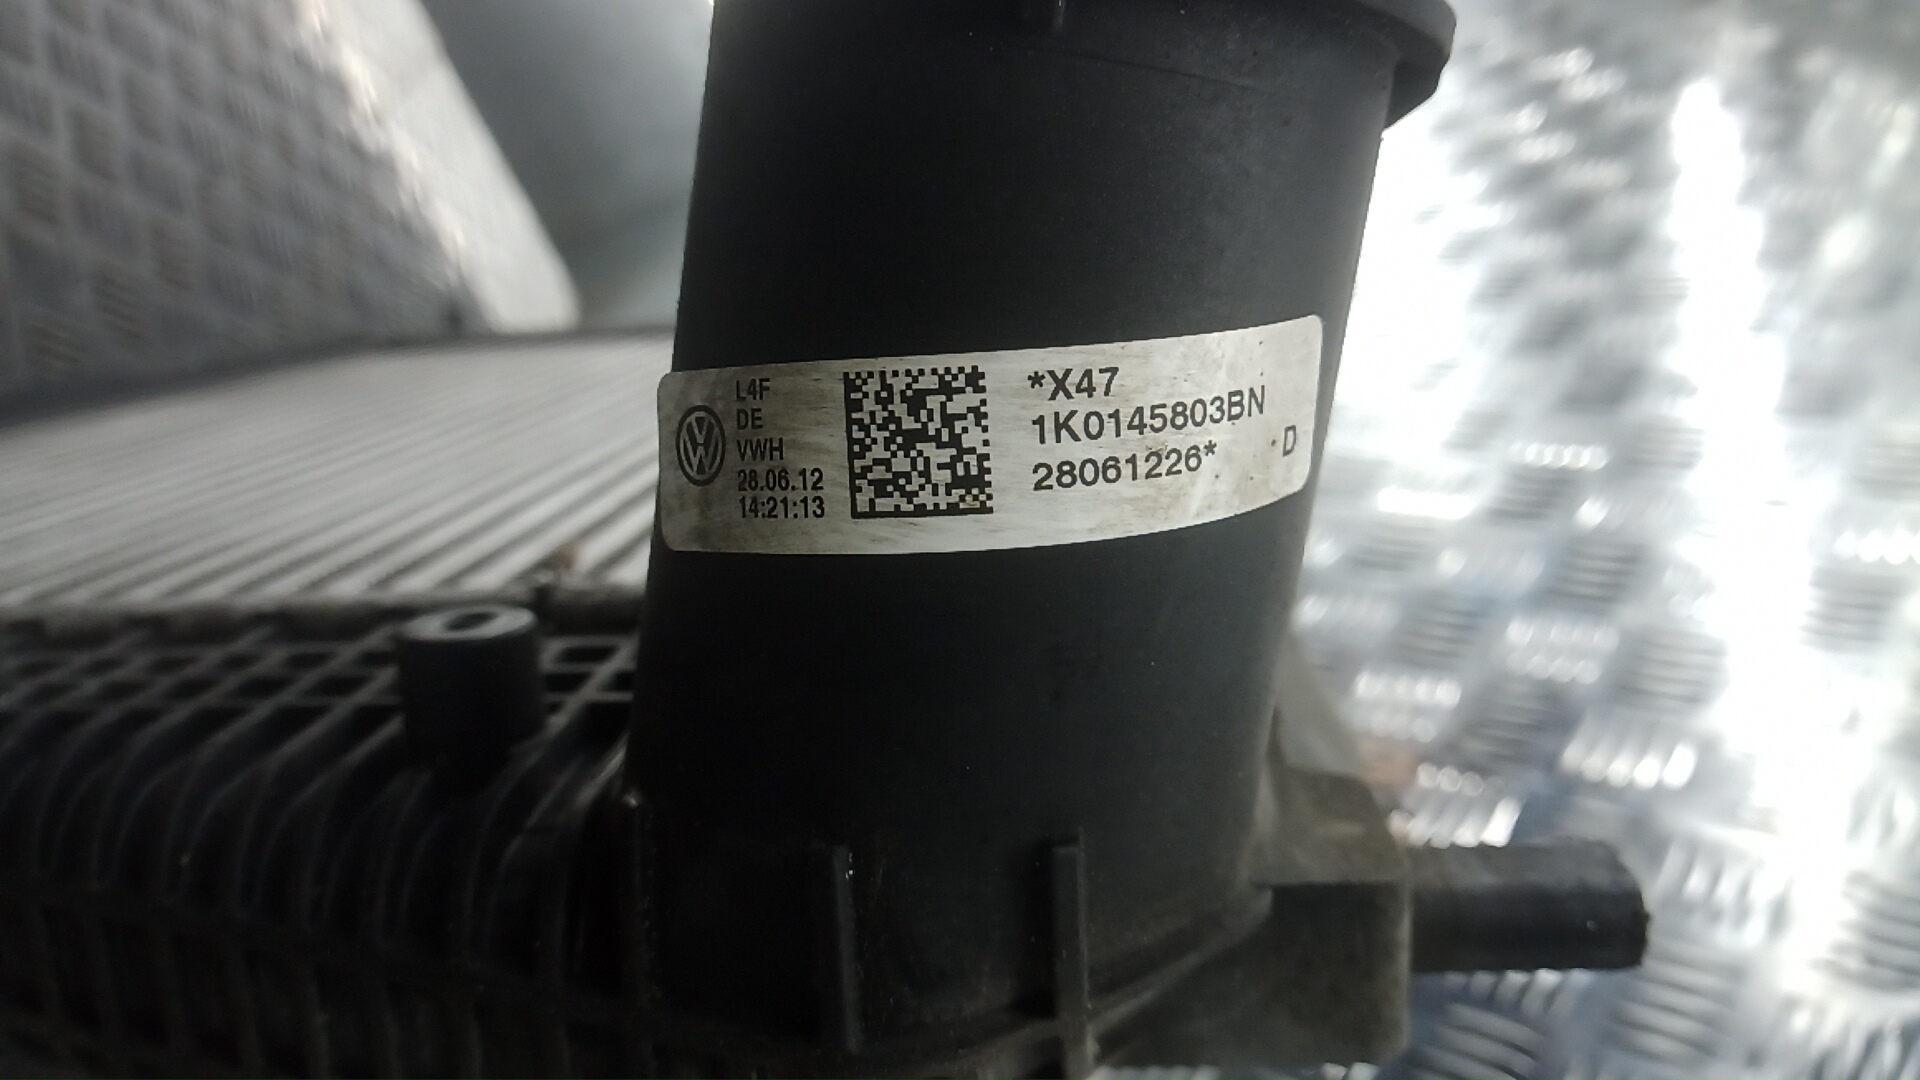 L4F
DE
VWH
28.06.12
14:21:13
*X47
1K0145803BN
28061226*
D